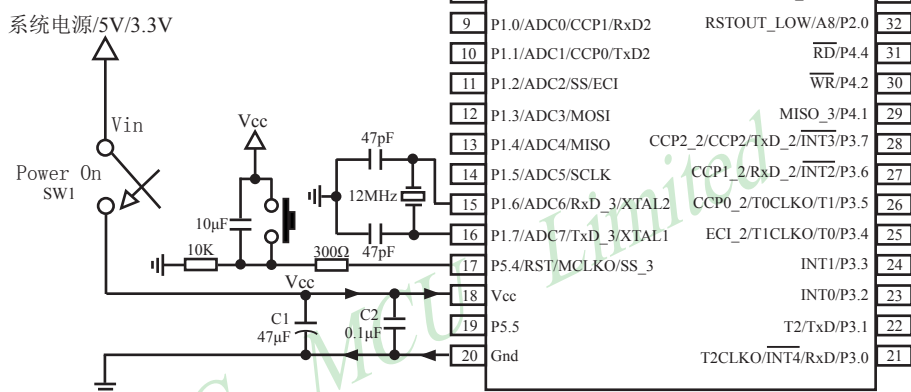 系统电源/5V/3.3V
Vin
Power On
SW1
Vcc
10μF
10K
300Ω
47pF
12MHz
47pF
Vcc
C1
47μF
C2
0.1μF
9 P1.0/ADC0/CCP1/RxD2
10 P1.1/ADC1/CCP0/TxD2
11 P1.2/ADC2/SS/ECI
12 P1.3/ADC3/MOSI
13 P1.4/ADC4/MISO
14 P1.5/ADC5/SCLK
15 P1.6/ADC6/RxD_3/XTAL2
16 P1.7/ADC7/TxD_3/XTAL1
17 P5.4/RST/MCLKO/SS_3
18 Vcc
19 P5.5
20 Gnd
RSTOUT_LOW/A8/P2.0 32
RD/P4.4 31
WR/P4.2 30
MISO_3/P4.1 29
CCP2_2/CCP2/TxD_2/INT3/P3.7 28
CCP1_2/RxD_2/INT2/P3.6 27
CCP0_2/T0CLKO/T1/P3.5 26
ECI_2/T1CLKO/T0/P3.4 25
INT1/P3.3 24
INT0/P3.2 23
T2/TxD/P3.1 22
T2CLKO/INT4/RxD/P3.0 21
MCU Limited